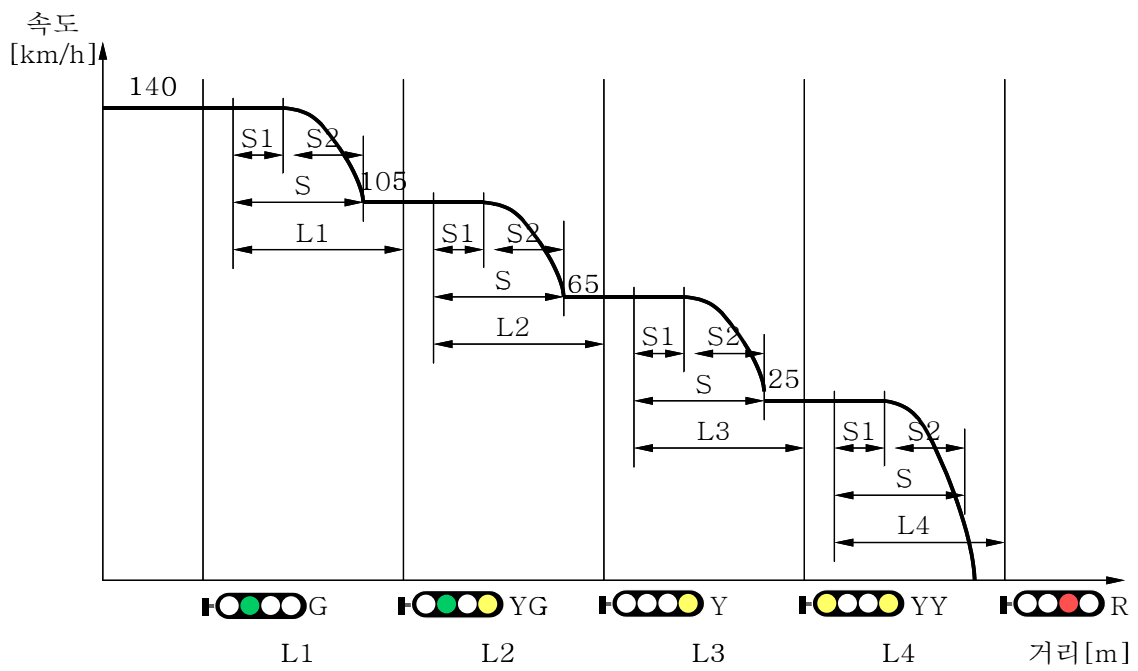 속도
[km/h]
140
S1 S2
S
105
L1
S1 S2
S
65
L2
S1 S2
S
25
L3
S1 S2
S
L4
G YG Y YY R
L1 L2 L3 L4 거리[m]